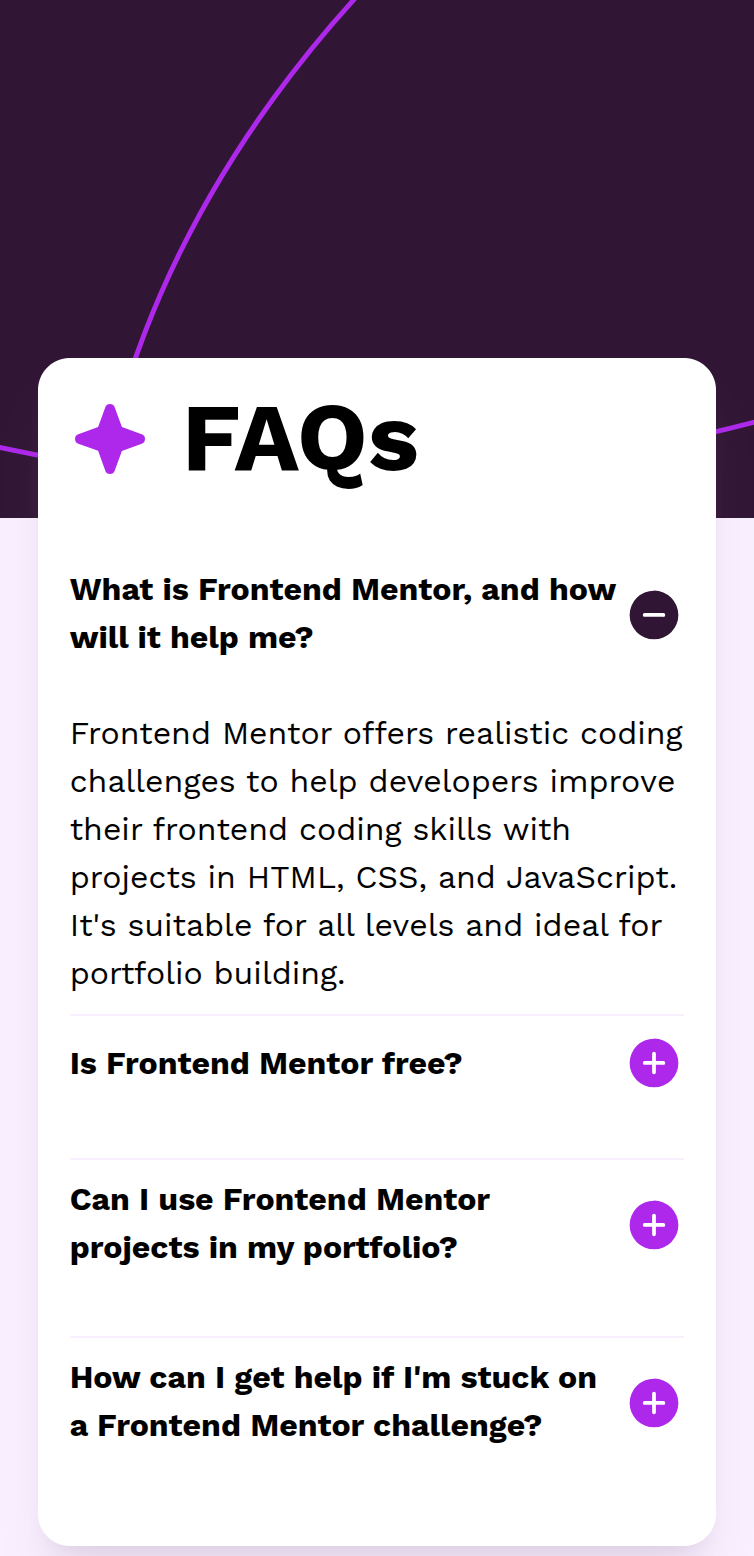 FAQs
What is Frontend Mentor, and how
will it help me?
Frontend Mentor offers realistic coding
challenges to help developers improve
their frontend coding skills with
projects in HTML, CSS, and JavaScript.
It's suitable for all levels and ideal for
portfolio building.
Is Frontend Mentor free?
Can I use Frontend Mentor
projects in my portfolio?
How can I get help if I'm stuck on
a Frontend Mentor challenge?